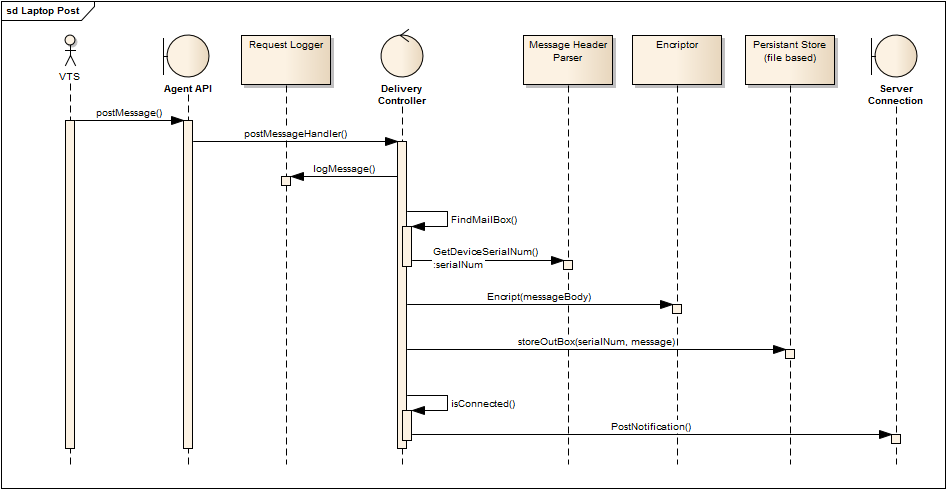 sd Laptop Post
VTS
Agent API
Request Logger
Delivery
Controller
Message Header
Parser
Encriptor
Persistant Store
(file based)
Server
Connection
postMessage()
postMessageHandler()
logMessage()
FindMailBox()
GetDeviceSerialNum()
:serialNum
Encript(messageBody)
storeOutBox(serialNum, message)
isConnected()
PostNotification()